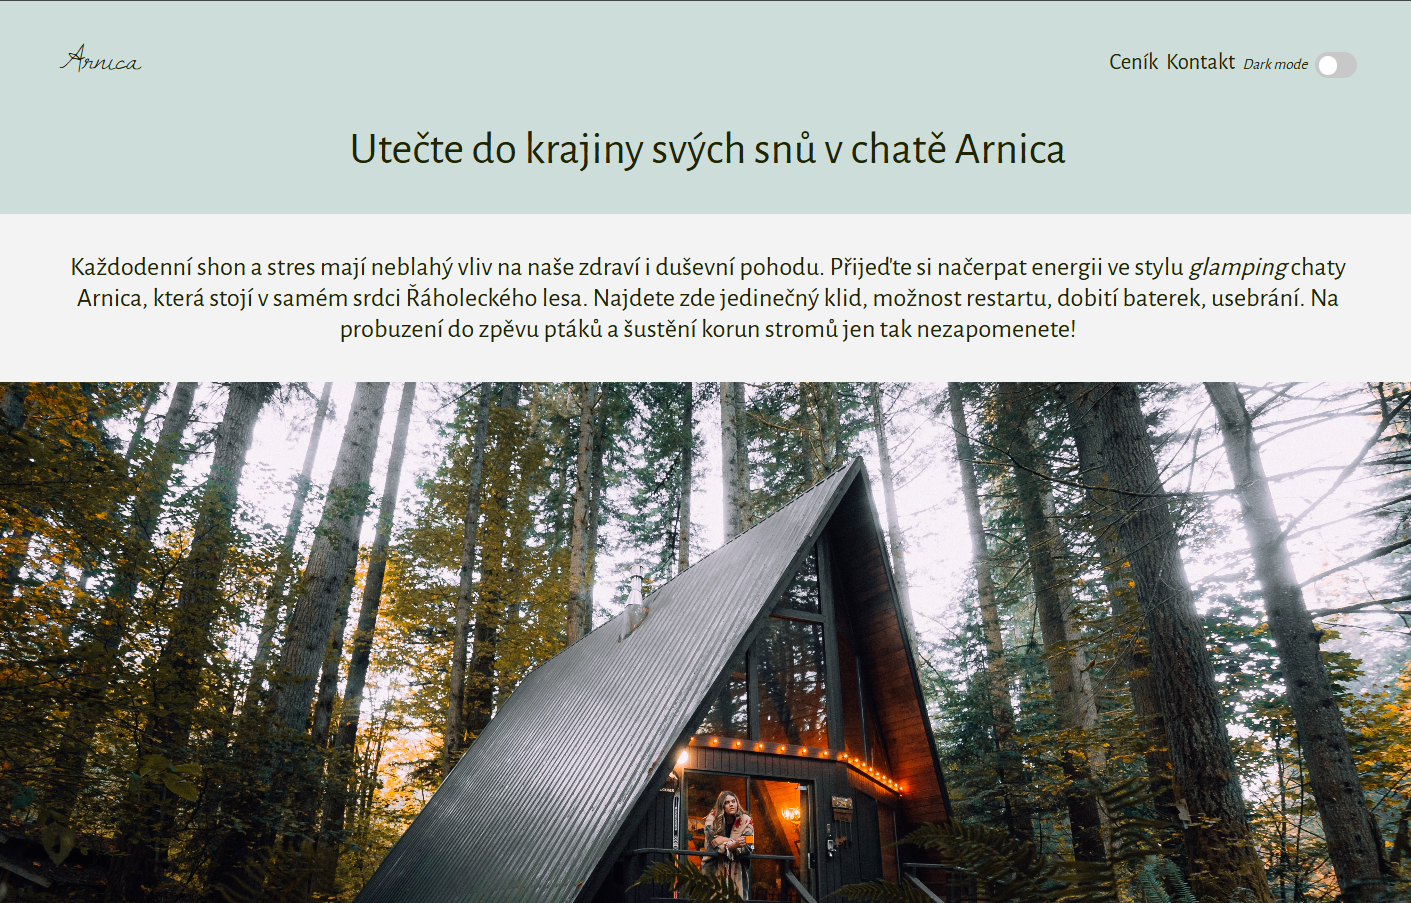 Arnica
Ceník Kontakt Dark mode
Utečte do krajiny svých snů v chatě Arnica
Každodenní shon a stres mají neblahý vliv na naše zdraví i duševní pohodu. Přijeďte si načerpat energii ve stylu glamping chaty
Arnica, která stojí v samém srdci Řáholeckého lesa. Najdete zde jedinečný klid, možnost restartu, dobití baterek, usebrání. Na
probuzení do zpěvu ptáků a šustění korun stromů jen tak nezapomenete!